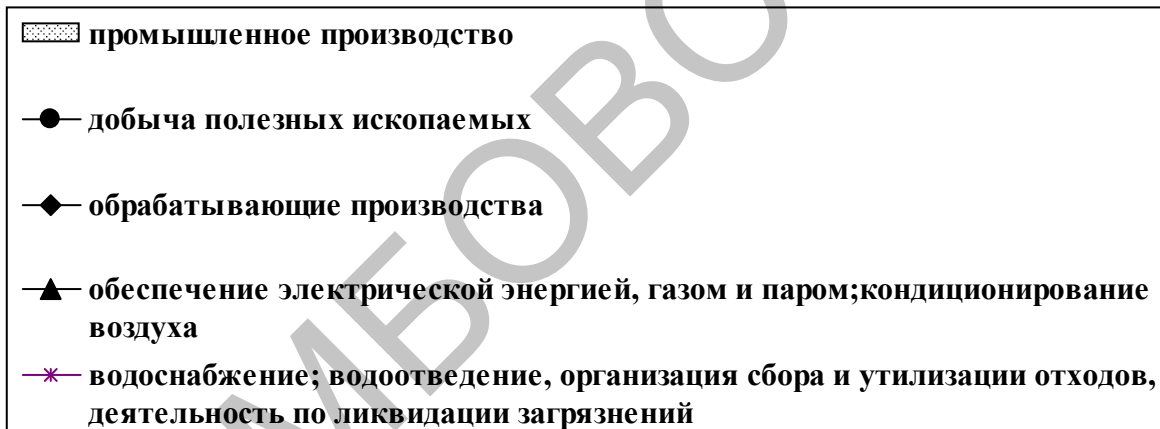 промышленное производство
добыча полезных ископаемых
обрабатывающие производства
обеспечение электрической энергией, газом и паром;кондиционирование
воздуха
водоснабжение; водоотведение, организация сбора и утилизации отходов,
деятельность по ликвидации загрязнений
МБОВО